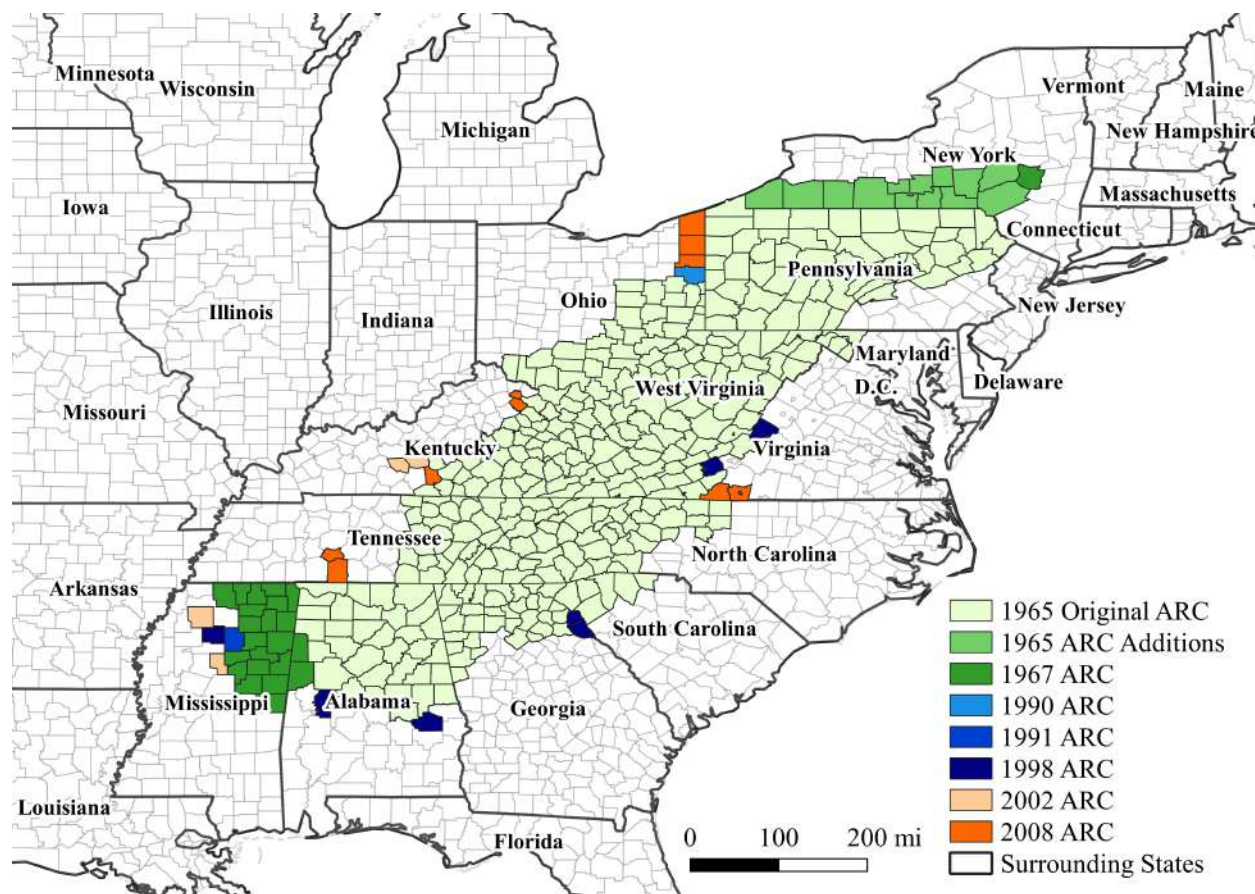 Minnesota
Wisconsin
Michigan
Vermont
Maine
New Hampshire
New York
Massachusetts
Iowa
Connecticut
Pennsylvania
Ohio
New Jersey
Illinois
Indiana
Maryland
D.C.
Delaware
West Virginia
Missouri
Kentucky
Virginia
Tennessee
North Carolina
Arkansas
South Carolina
Mississippi
Alabama
Georgia
Louisiana
Florida
1965 Original ARC
1965 ARC Additions
1967 ARC
1990 ARC
1991 ARC
1998 ARC
2002 ARC
2008 ARC
Surrounding States
0 100 200 mi